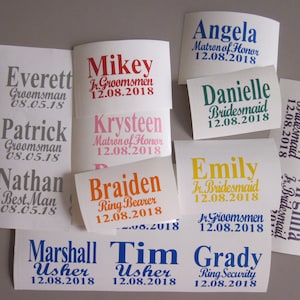 Everett
Groomsman
08.05.18
Patrick
Groomsman
08.05.18
Nathan
Best Man
08.05.18
Mikey
Jr. Groomsmen
12.08.2018
Krysteen
Matron of Honor
12.08.2018
Braiden
Ring Bearer
12.08.2018
Angela
Matron of Honor
12.08.2018
Danielle
Bridesmaid
12.08.2018
Emily
Jr. Bridesmaid
12.08.2018
Jr. Groomsmen
12.08.2018
Marshall
Usher
12.08.2018
Tim
Usher
12.08.2018
Grady
Ring Security
12.08.2018